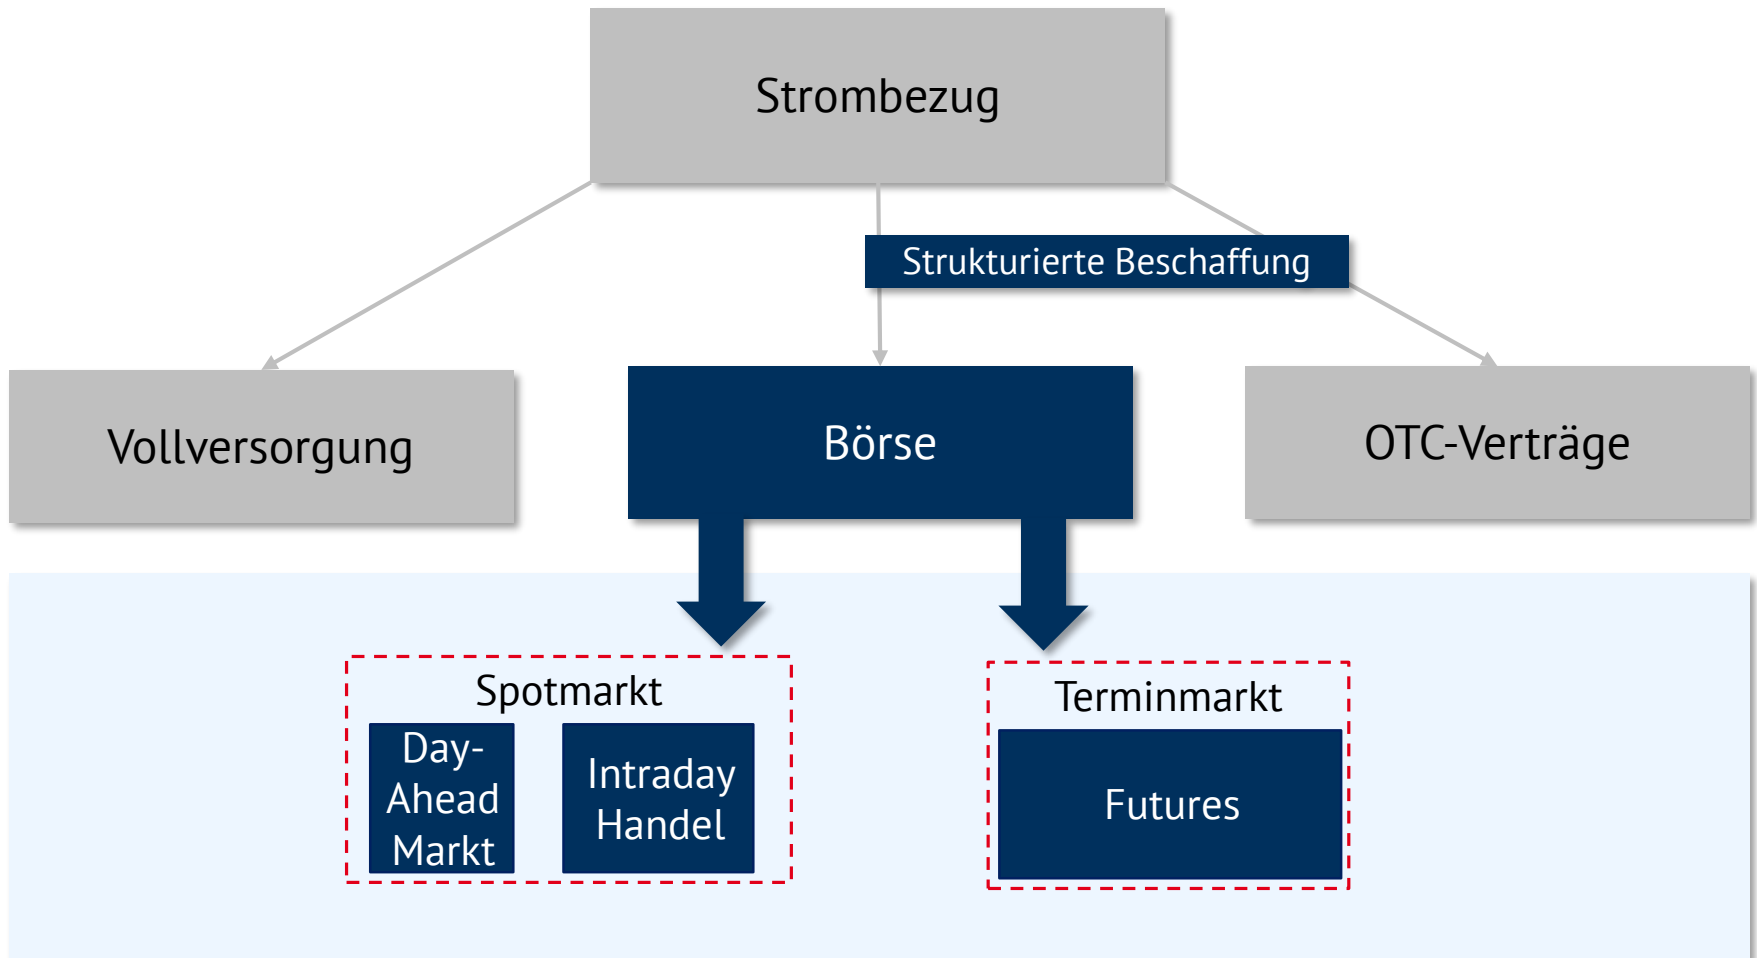 Strombezug
Strukturierte Beschaffung
Vollversorgung
Börse
OTC-Verträge
Spotmarkt
Day-
Ahead
Markt
Intraday
Handel
Terminmarkt
Futures